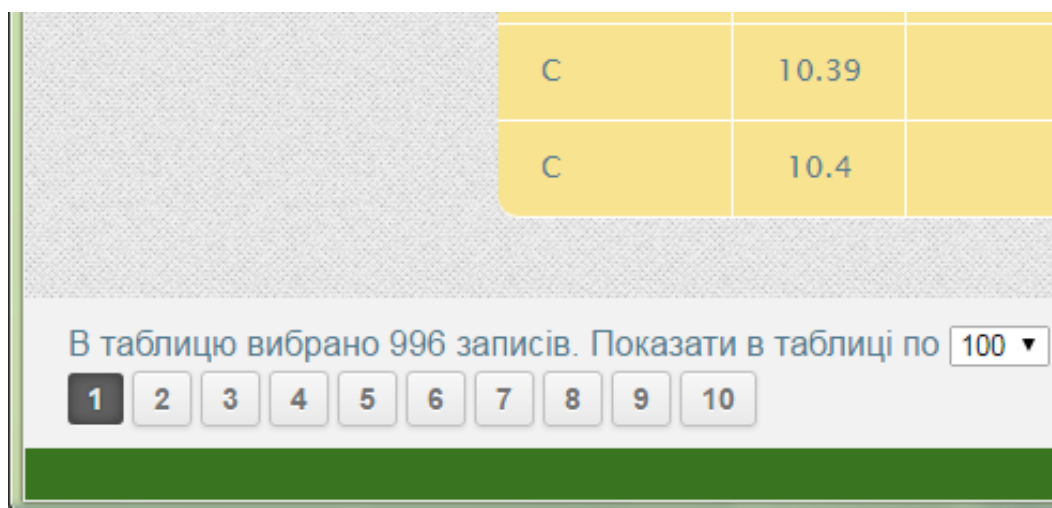 C 10.39
C 10.4
В таблицю вибрано 996 записів. Показати в таблиці по 100
1 2 3 4 5 6 7 8 9 10